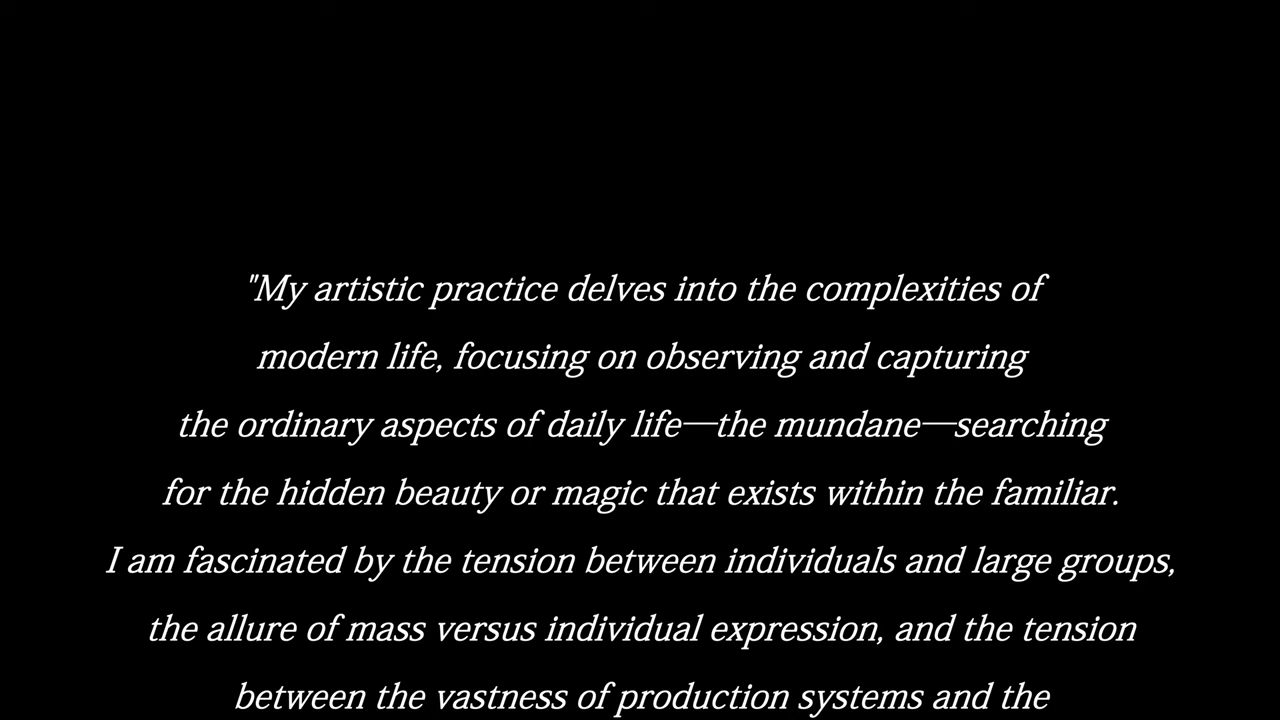 "My artistic practice delves into the complexities of
modern life, focusing on observing and capturing
the ordinary aspects of daily life—the mundane—searching
for the hidden beauty or magic that exists within the familiar.
I am fascinated by the tension between individuals and large groups,
the allure of mass versus individual expression, and the tension
between the vastness of production systems and the